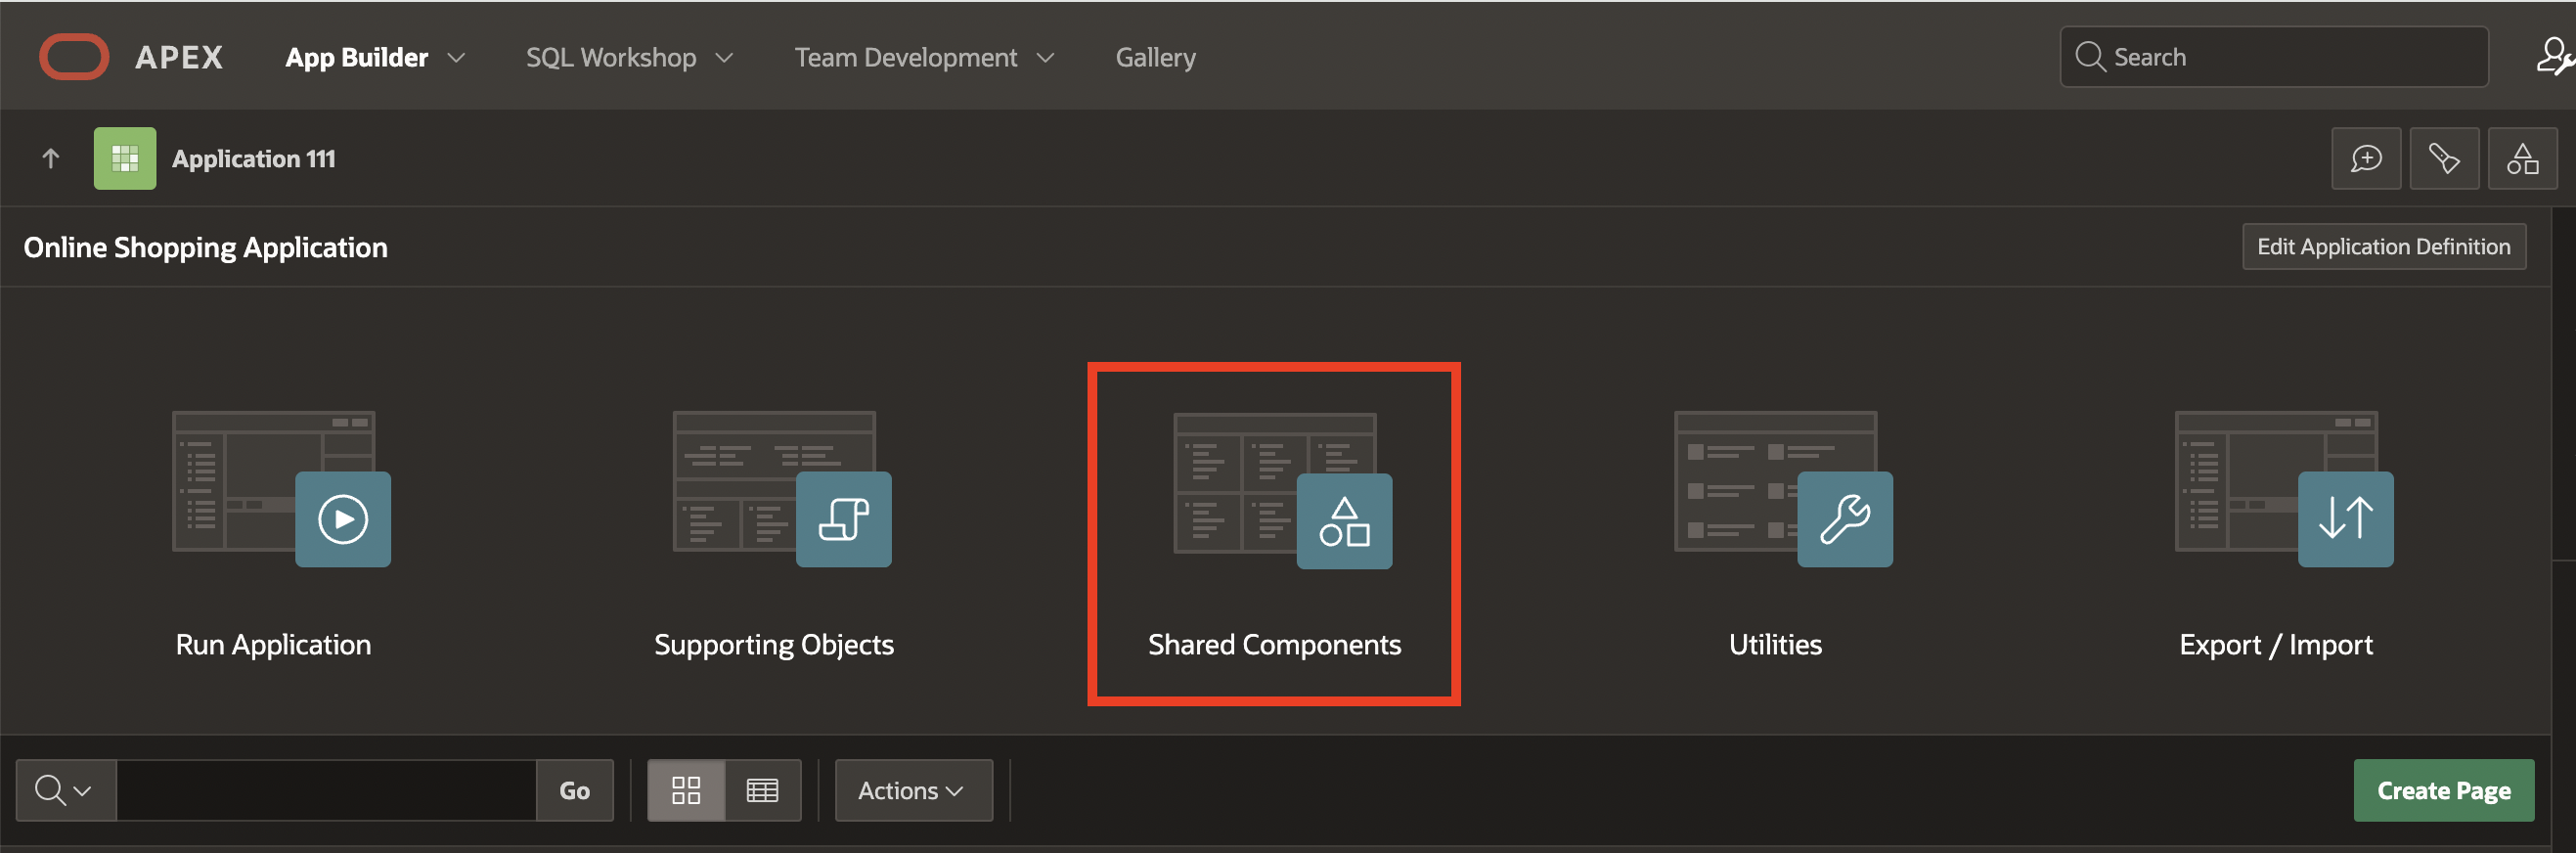 APEX App Builder SQL Workshop Team Development Gallery Search
Application 111
Online Shopping Application Edit Application Definition
Run Application Supporting Objects Shared Components Utilities Export / Import
Go Actions Create Page